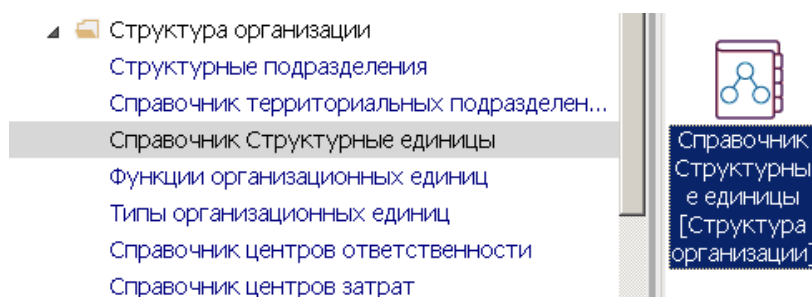 Структура организации
Структурные подразделения
Справочник территориальных подразделен...
Справочник Структурные единицы
Функции организационных единиц
Типы организационных единиц
Справочник центров ответственности
Справочник центров затрат
Справочник
Структурны
е единицы
[Структура
организации]